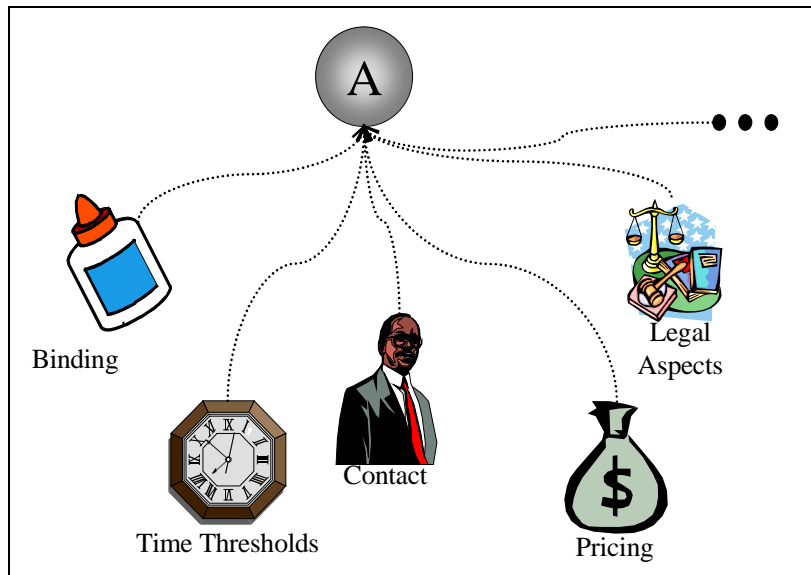 A
Binding
Legal
Aspects
Contact
Time Thresholds
$
Pricing